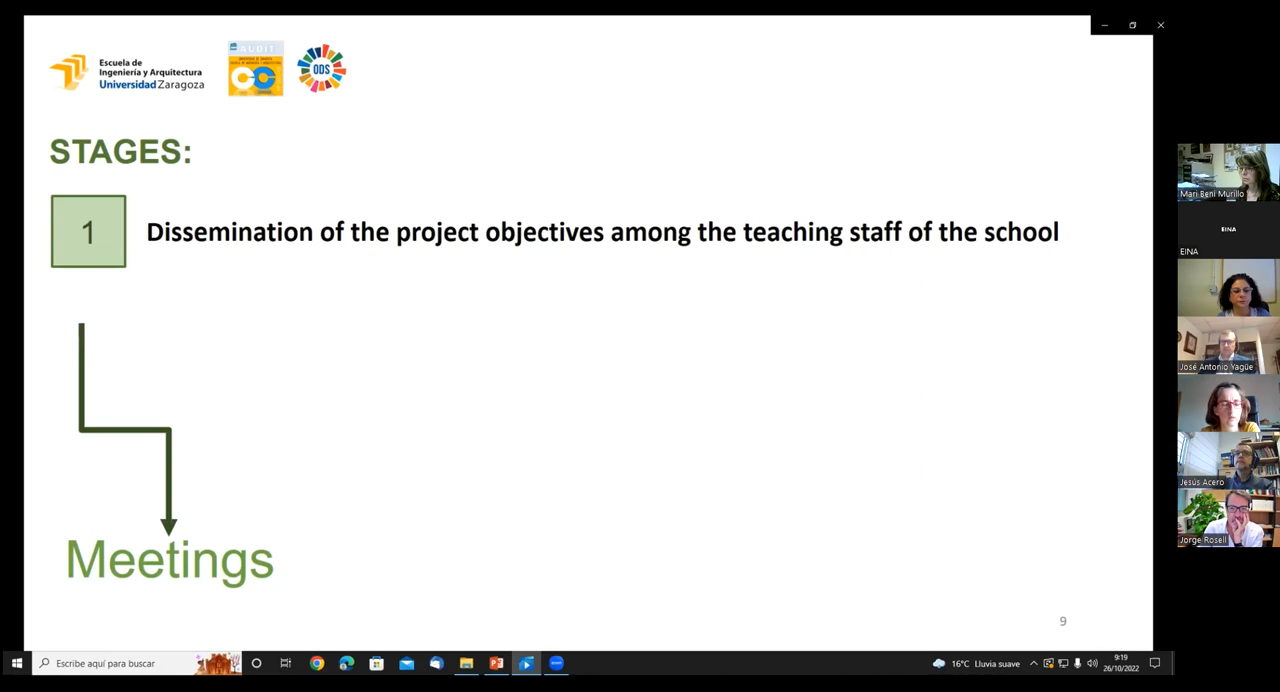 Escuela de
Ingeniería y Arquitectura
Universidad Zaragoza
AUDIT
ODS
STAGES:
1
Dissemination of the project objectives among the teaching staff of the school
Meetings
9
Mari Beni Murillo
EINA
EINA
José Antonio Yagüe
Jesús Acero
Jorge Rosell
Escribe aquí para buscar
16°C Lluvia suave
9:19
26/10/2022